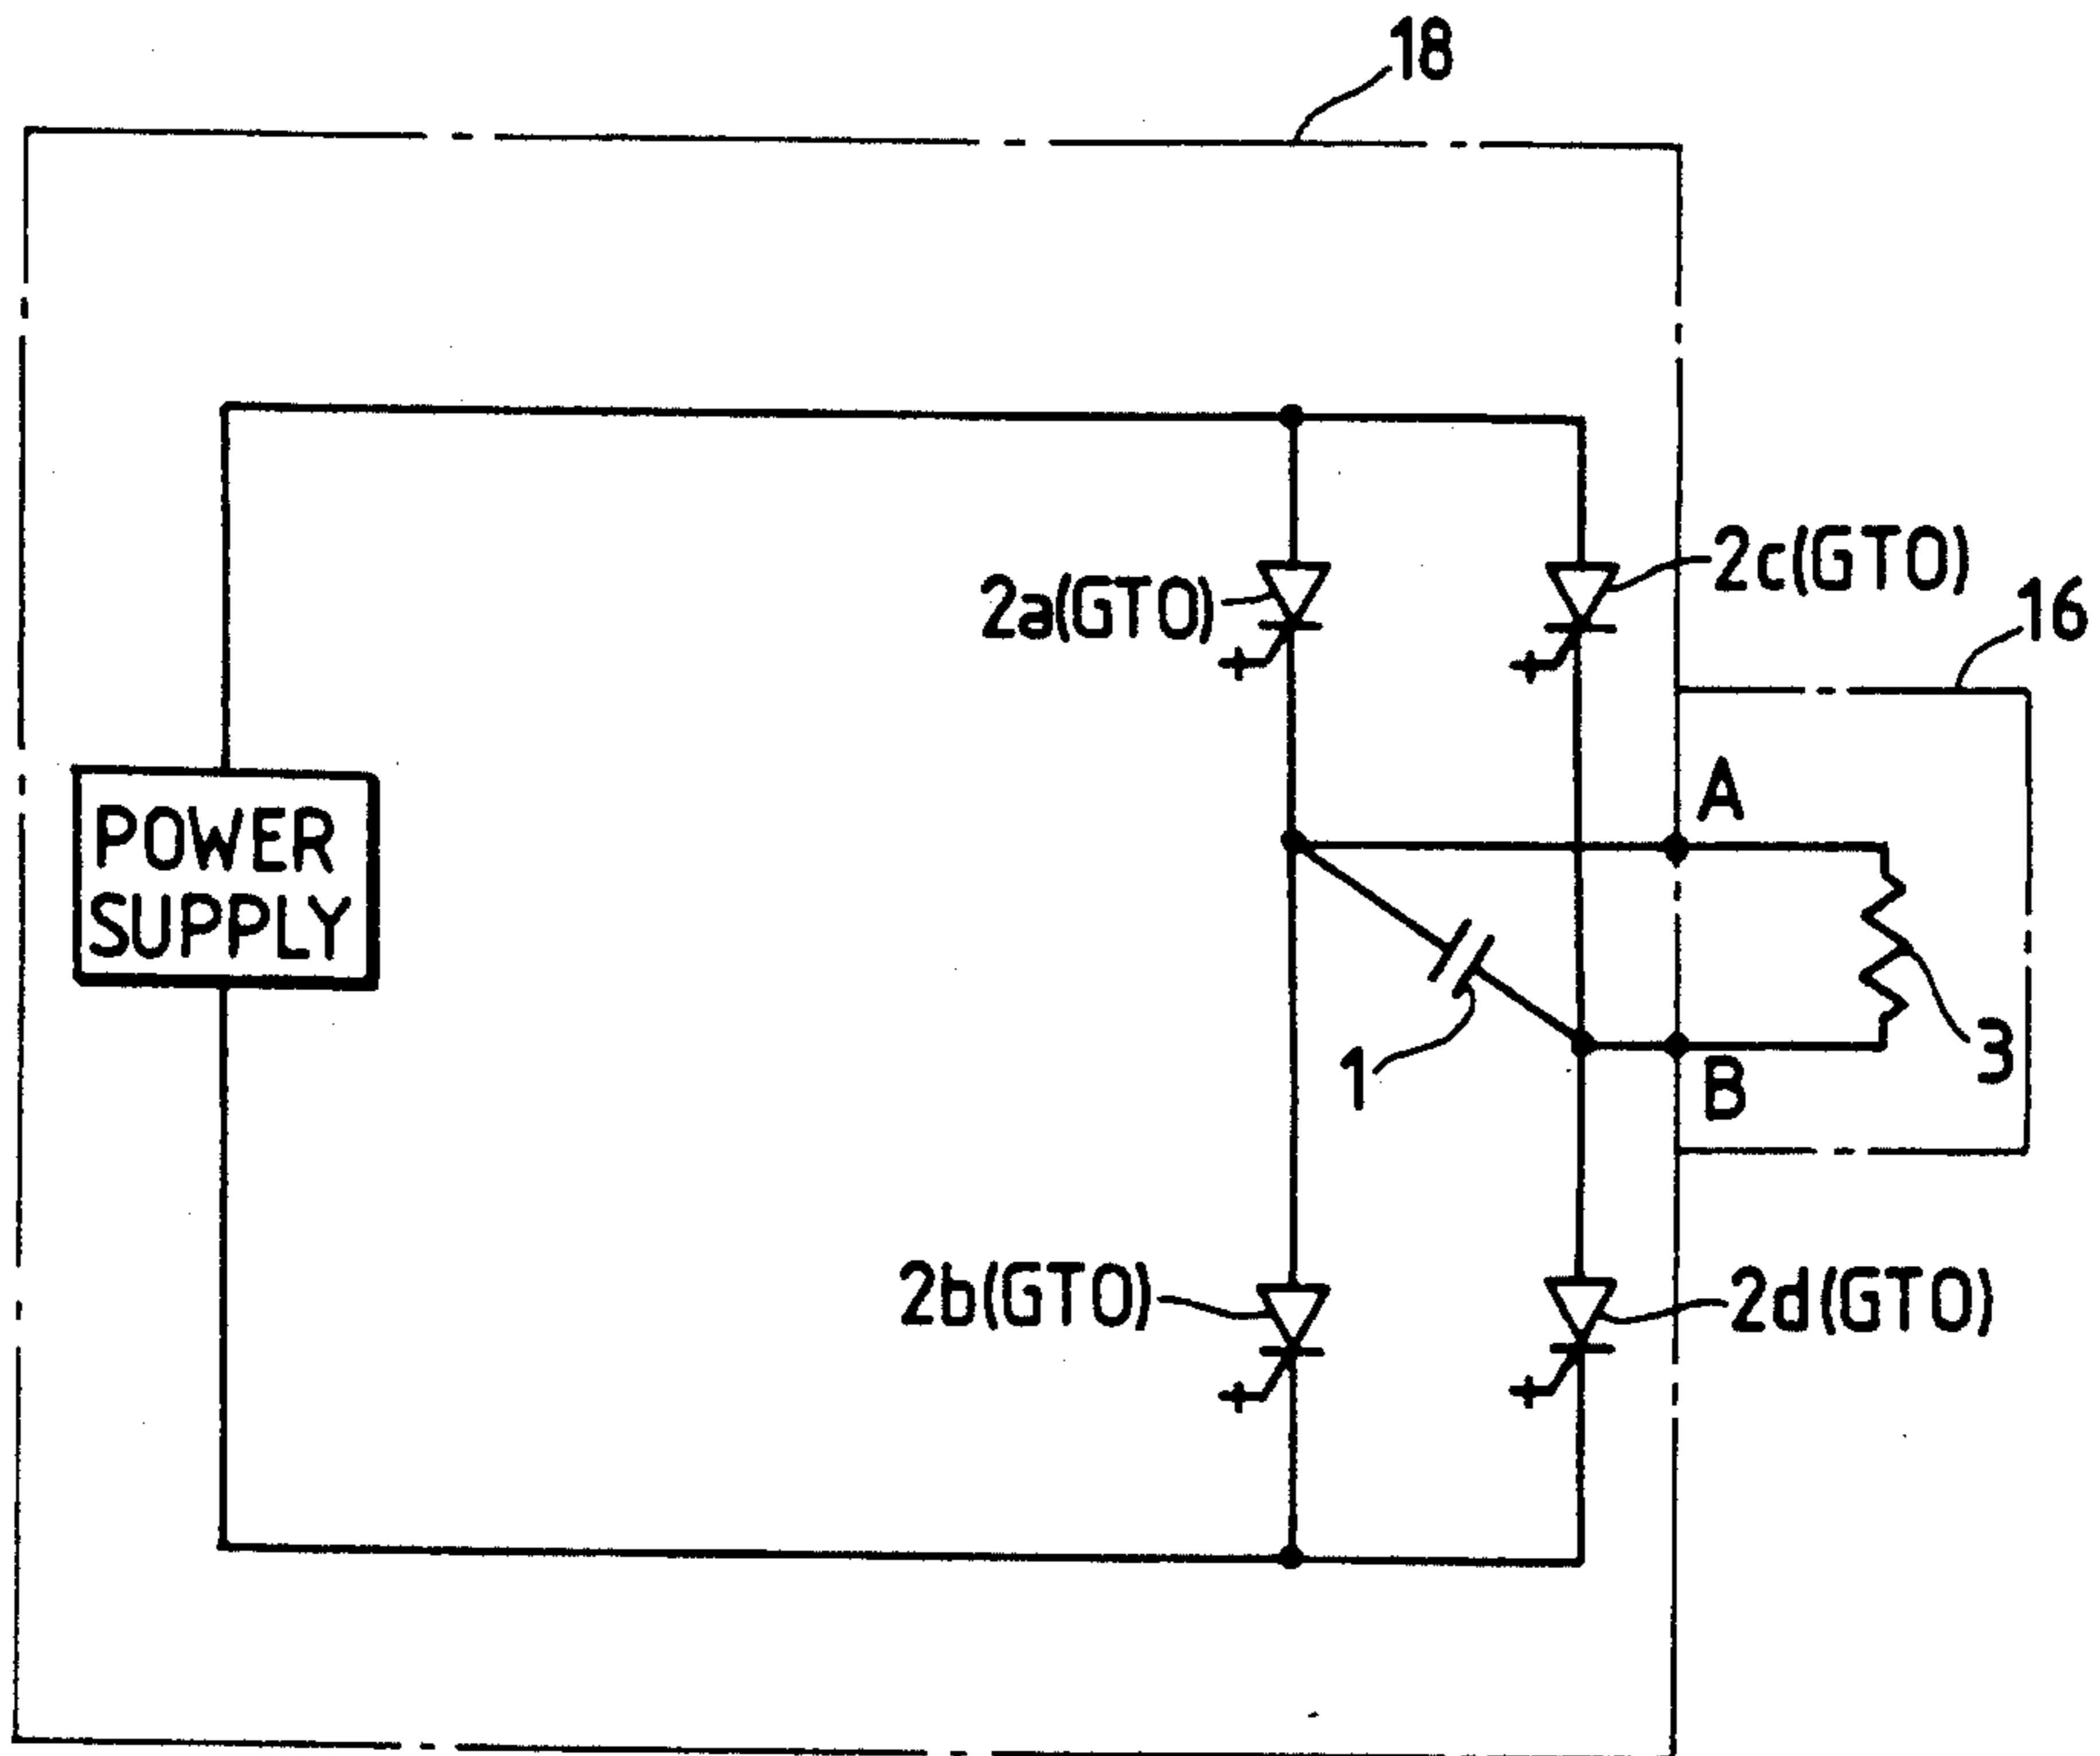 18
2a(GTO)
2c(GTO)
16
A
POWER
SUPPLY
1
B
3
2b(GTO)
2d(GTO)